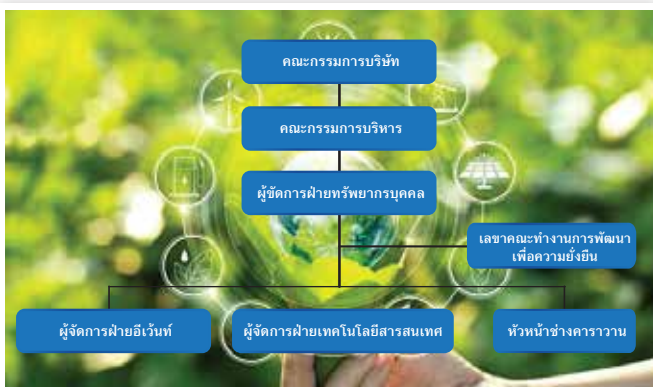 คณะกรรมการบริษัท
คณะกรรมการบริหาร
ผู้จัดการฝ่ายทรัพยากรบุคคล
เลขาคณะทำงานการพัฒนา
เพื่อความยั่งยืน
ผู้จัดการฝ่ายอีเว้นท์
ผู้จัดการฝ่ายเทคโนโลยีสารสนเทศ
หัวหน้าช่างคาราวาน